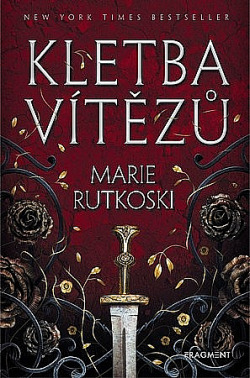 NEW YORK TIMES BESTSELLER
KLETBA
VÍTĚZŮ
MARIE
RUTKOSKI
FRAGMENT